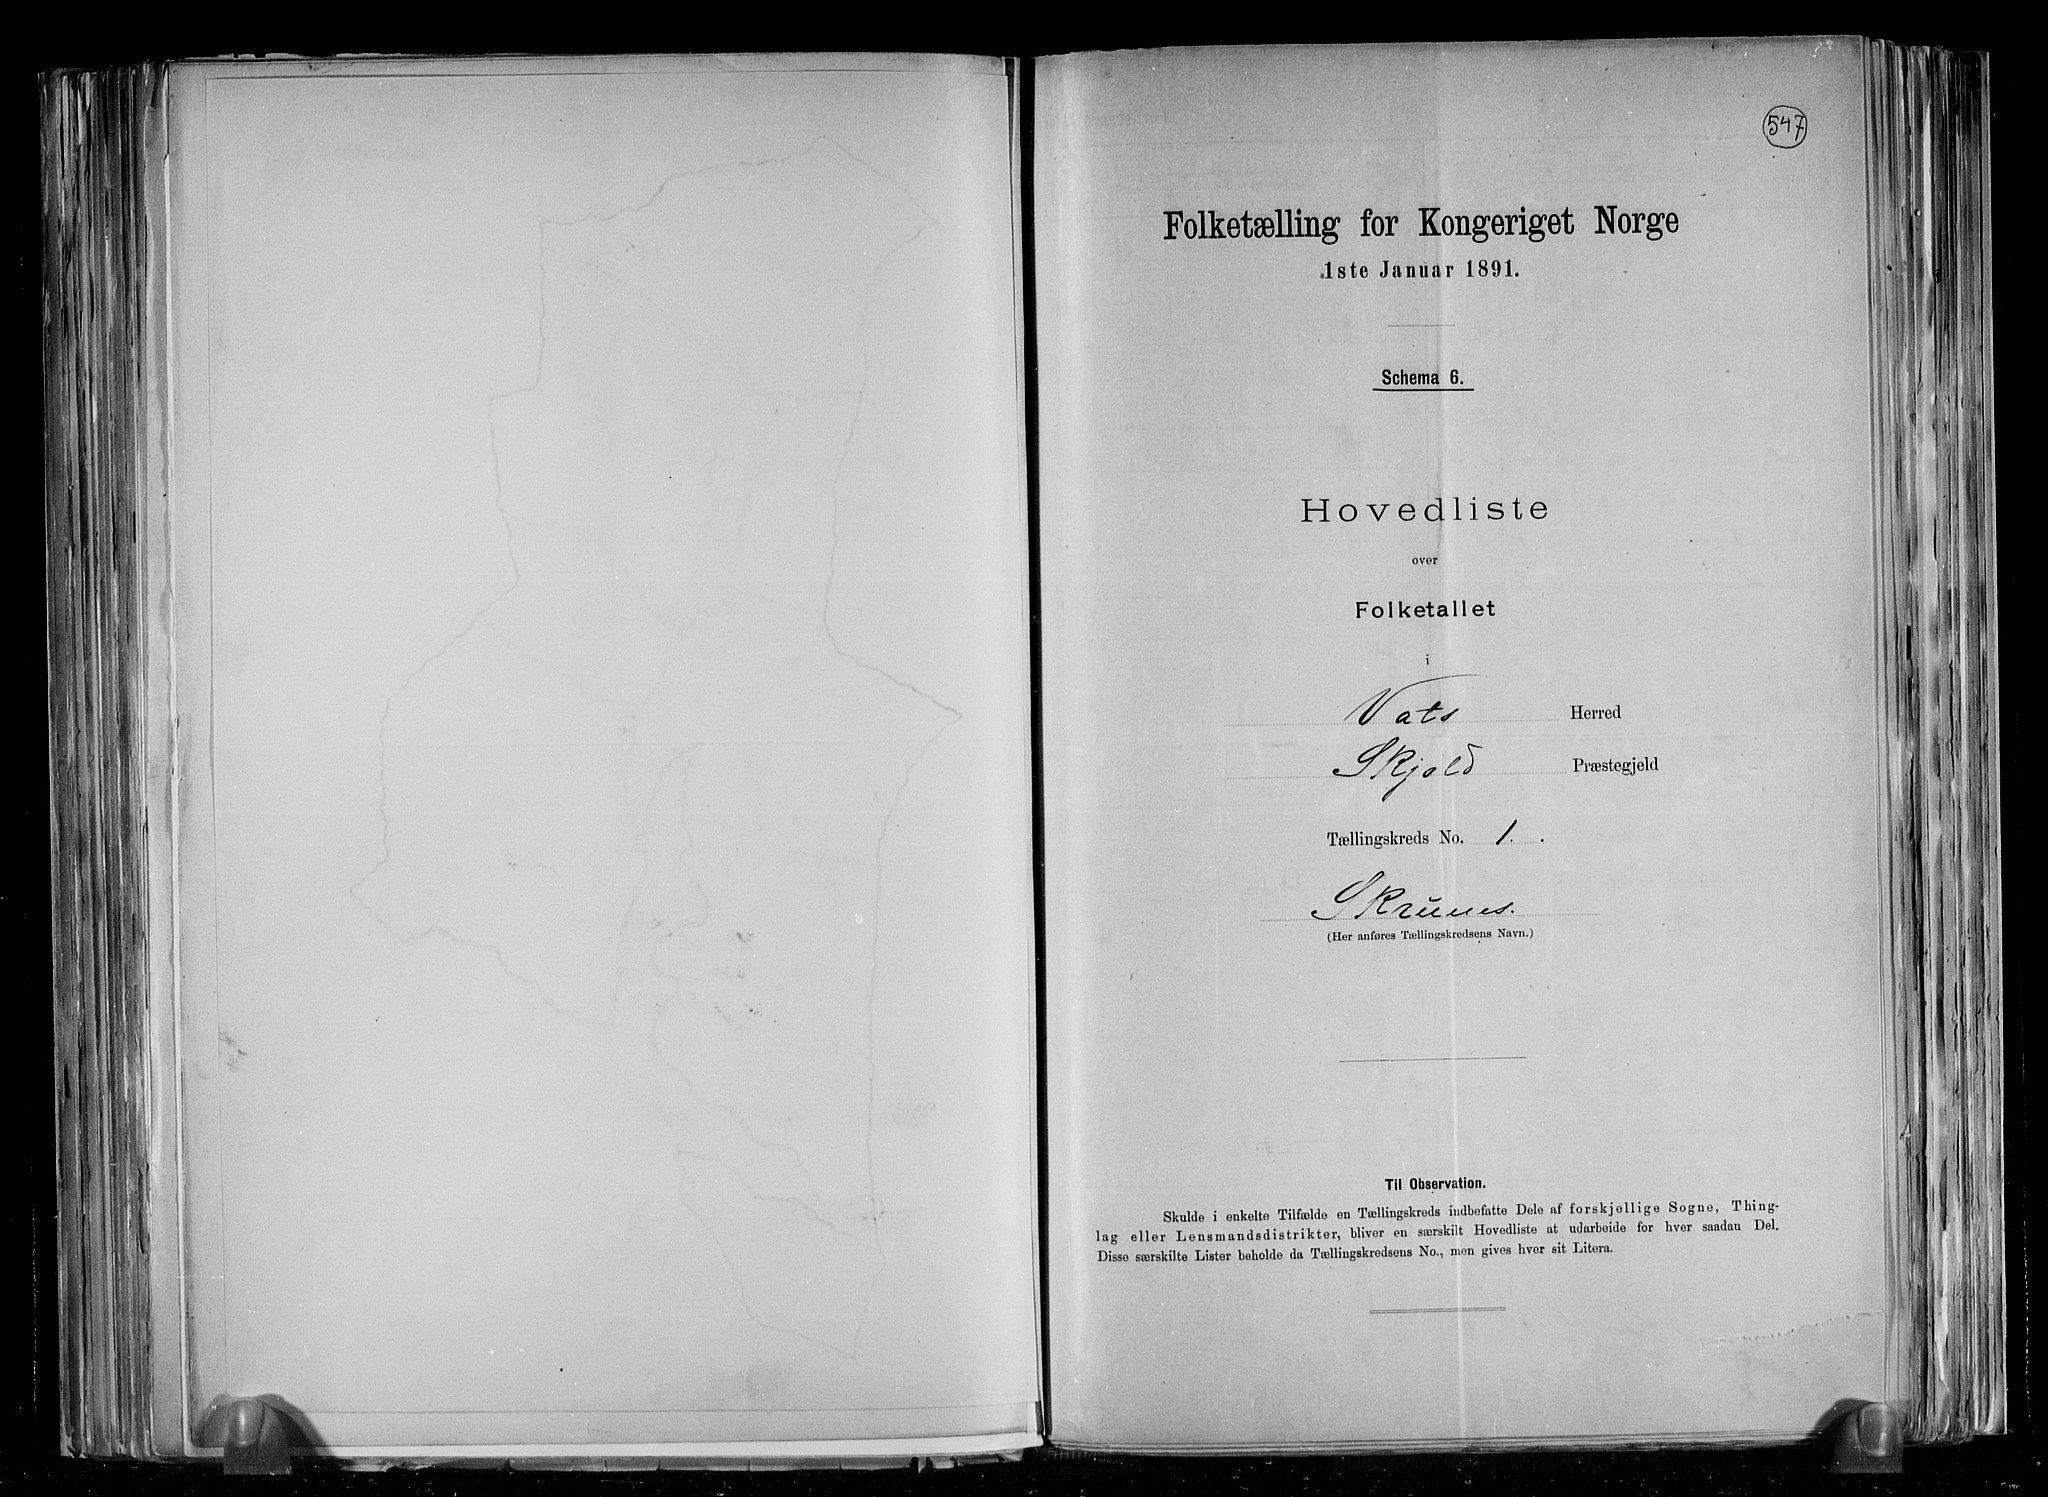 547
Folketælling for Kongeriget Norge
1ste Januar 1891.
Schema 6.
Hovedliste
over
Folketallet
i
Vats Herred
Skjold Præstegjeld
Tællingskreds No. 1.
Skrunes.
(Her anføres Tællingskredsens Navn.)
Til Observation.
Skulde i enkelte Tilfælde en Tællingskreds indbefatte Dele af forskjellige Sogne, Thing-
lag eller Lensmandsdistrikter, bliver en særskilt Hovedliste at udarbeide for hver saadan Del.
Disse særskilte Lister beholde da Tællingskredsens No., men gives hver sit Litera.